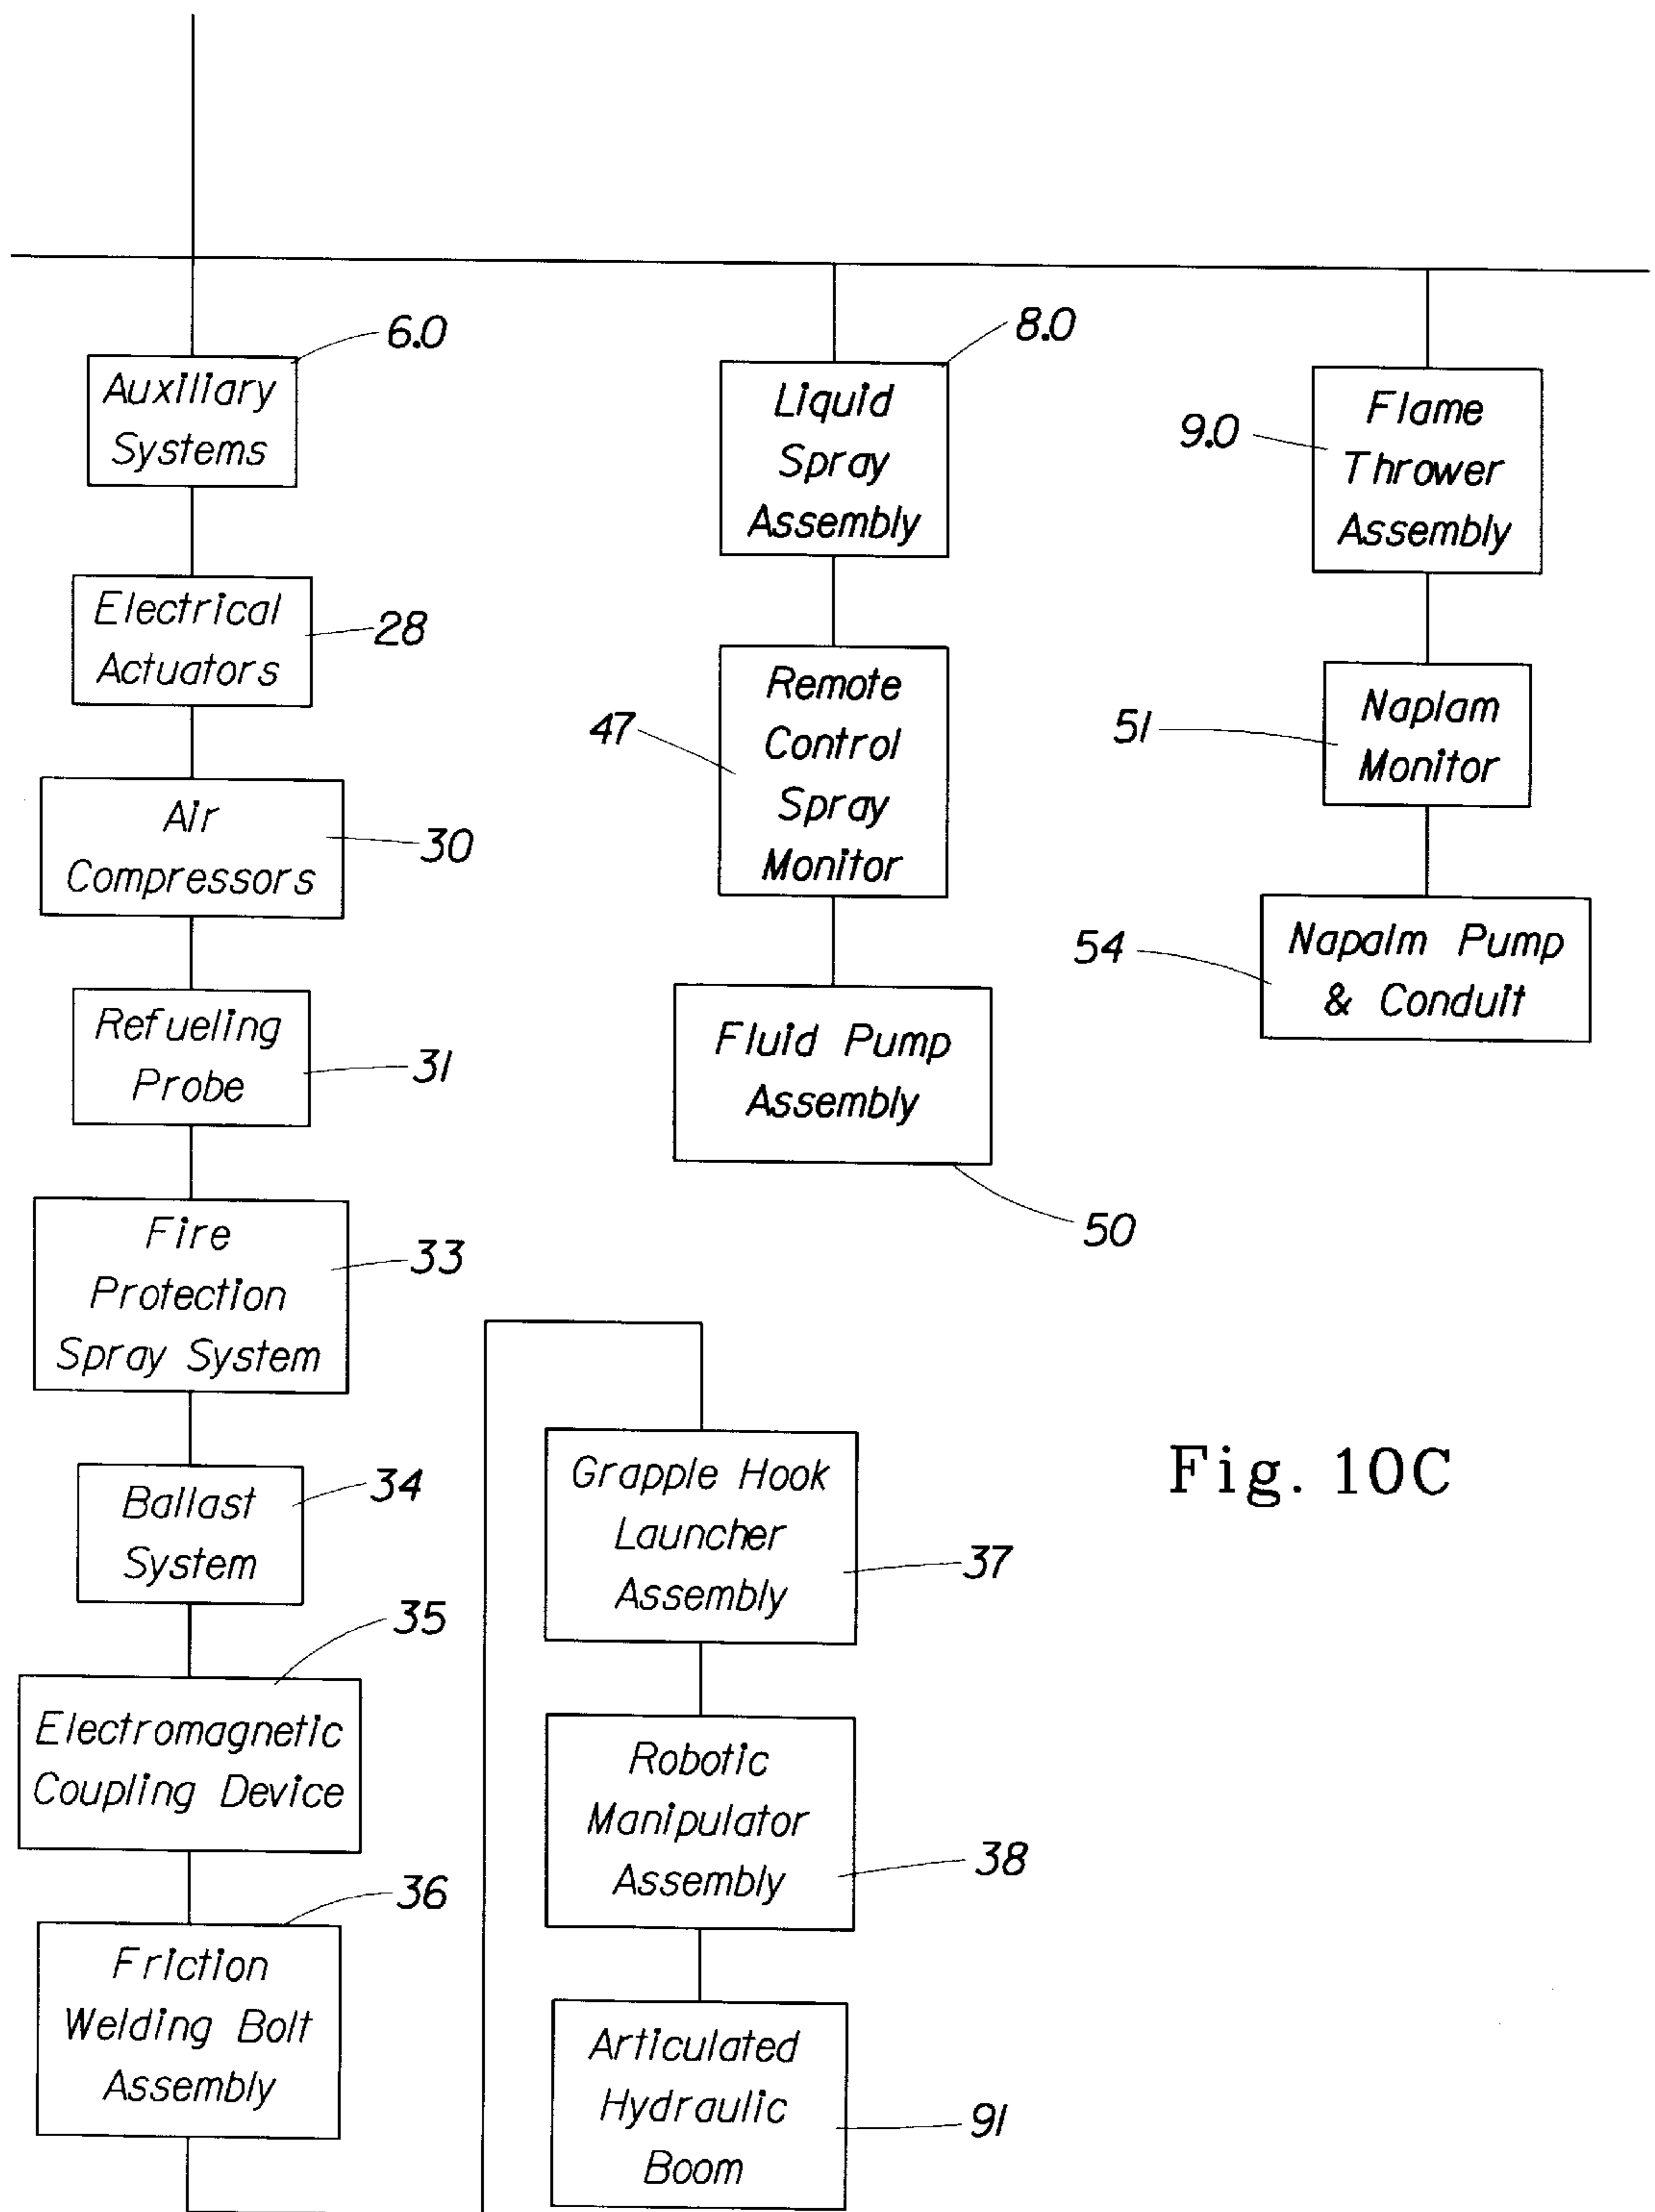 6.0
Auxiliary
Systems
Electrical
Actuators
28
Air
Compressors
30
Refueling
Probe
31
Fire
Protection
Spray System
33
Ballast
System
34
Electromagnetic
Coupling Device
35
Friction
Welding Bolt
Assembly
36
Grapple Hook
Launcher
Assembly
37
Robotic
Manipulator
Assembly
38
Articulated
Hydraulic
Boom
91
8.0
Liquid
Spray
Assembly
47
Remote
Control
Spray
Monitor
Fluid Pump
Assembly
50
9.0
Flame
Thrower
Assembly
51
Naplam
Monitor
54
Napalm Pump
& Conduit
Fig. 10C